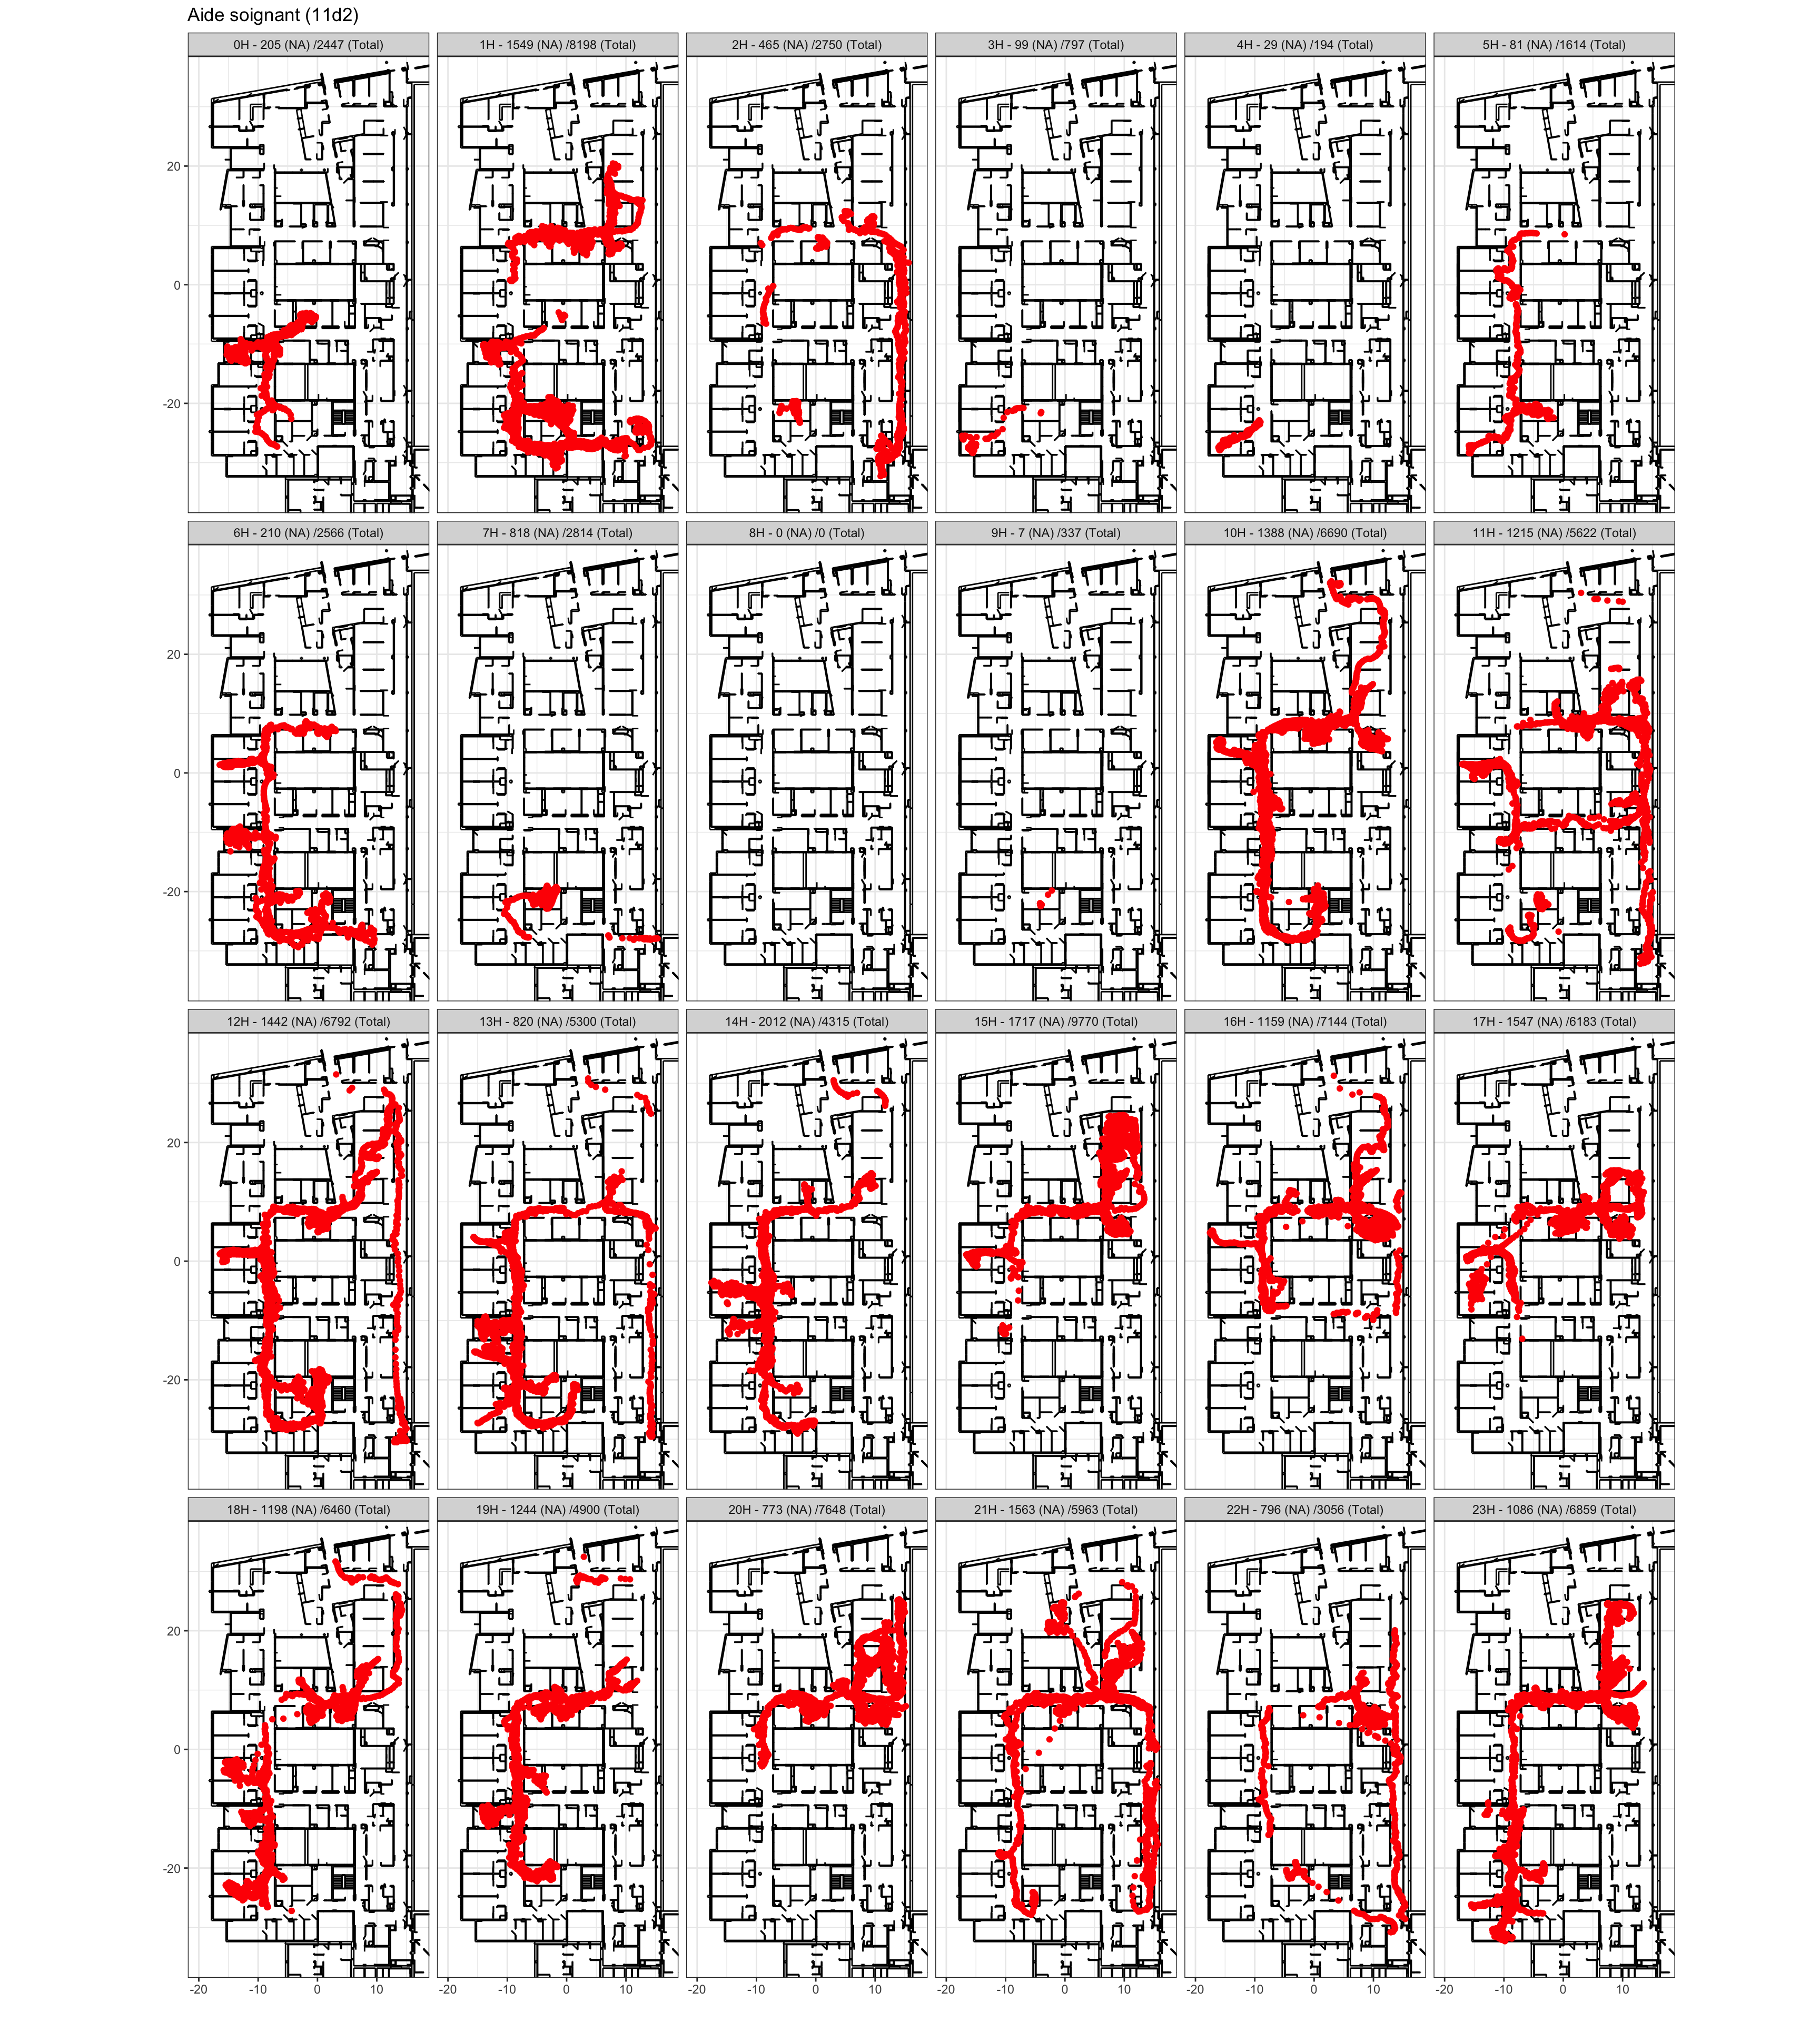 Aide soignant (11d2)
0H - 205 (NA) /2447 (Total)
1H - 1549 (NA) /8198 (Total)
2H - 465 (NA) /2750 (Total)
3H - 99 (NA) /797 (Total)
4H - 29 (NA) /194 (Total)
5H - 81 (NA) /1614 (Total)
20
0
-20
6H - 210 (NA) /2566 (Total)
7H - 818 (NA) /2814 (Total)
8H - 0 (NA) /0 (Total)
9H - 7 (NA) /337 (Total)
10H - 1388 (NA) /6690 (Total)
11H - 1215 (NA) /5622 (Total)
20
0
-20
12H - 1442 (NA) /6792 (Total)
13H - 820 (NA) /5300 (Total)
14H - 2012 (NA) /4315 (Total)
15H - 1717 (NA) /9770 (Total)
16H - 1159 (NA) /7144 (Total)
17H - 1547 (NA) /6183 (Total)
20
0
-20
18H - 1198 (NA) /6460 (Total)
19H - 1244 (NA) /4900 (Total)
20H - 773 (NA) /7648 (Total)
21H - 1563 (NA) /5963 (Total)
22H - 796 (NA) /3056 (Total)
23H - 1086 (NA) /6859 (Total)
20
0
-20
-20 -10 0 10
-20 -10 0 10
-20 -10 0 10
-20 -10 0 10
-20 -10 0 10
-20 -10 0 10